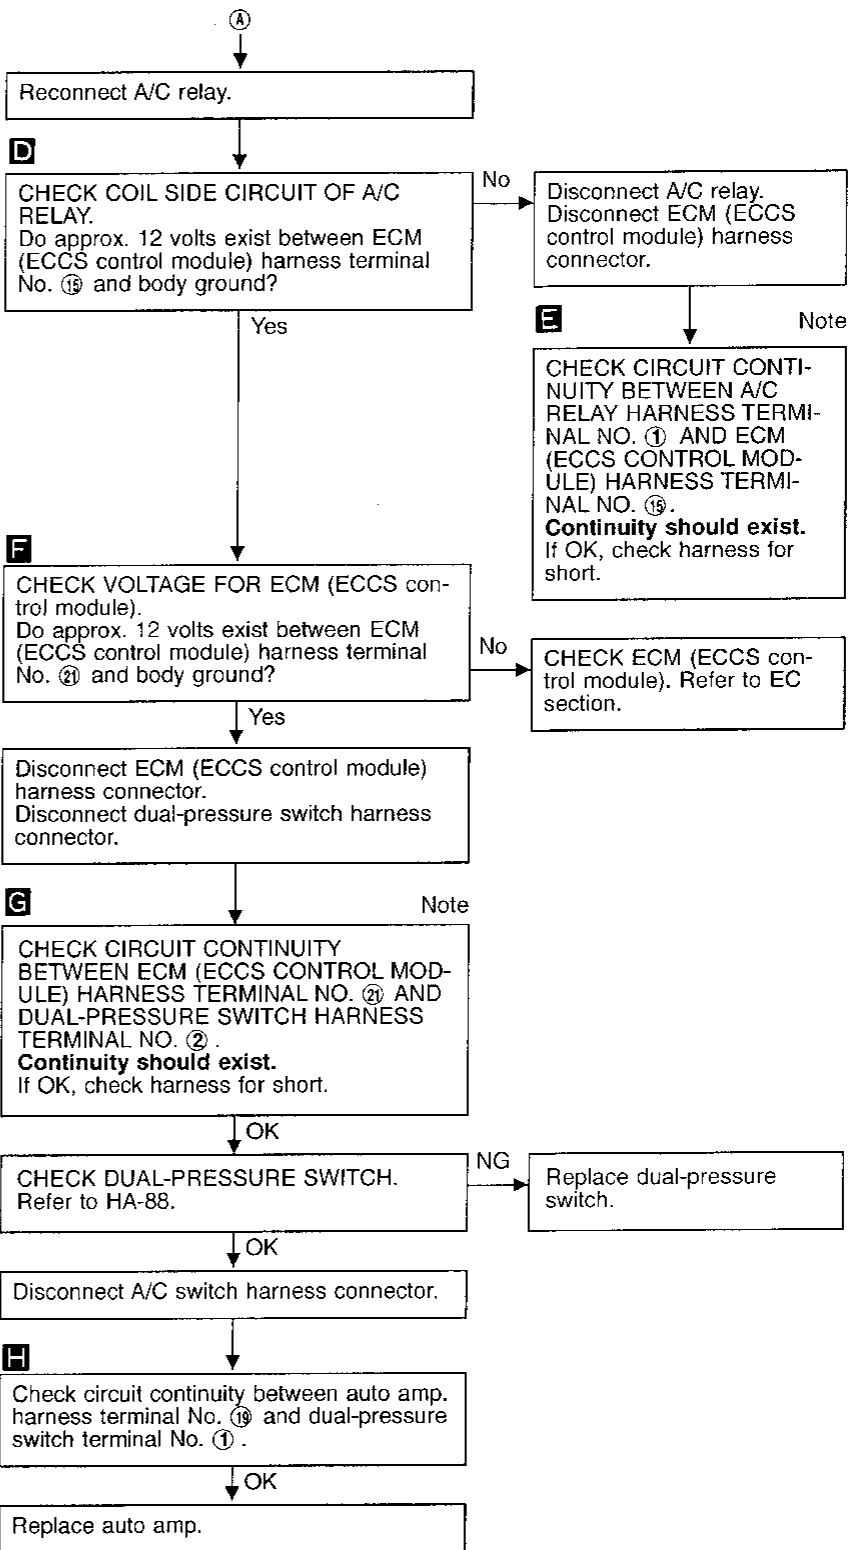 Ⓐ
Reconnect A/C relay.
D
CHECK COIL SIDE CIRCUIT OF A/C
RELAY.
Do approx. 12 volts exist between ECM
(ECCS control module) harness terminal
No. ⑮ and body ground?
No
Disconnect A/C relay.
Disconnect ECM (ECCS
control module) harness
connector.
Yes
E
Note
CHECK CIRCUIT CONTI-
NUITY BETWEEN A/C
RELAY HARNESS TERMI-
NAL NO. ① AND ECM
(ECCS CONTROL MOD-
ULE) HARNESS TERMI-
NAL NO. ⑮.
Continuity should exist.
If OK, check harness for
short.
F
CHECK VOLTAGE FOR ECM (ECCS con-
trol module).
Do approx. 12 volts exist between ECM
(ECCS control module) harness terminal
No. ㉑ and body ground?
No
CHECK ECM (ECCS con-
trol module). Refer to EC
section.
Yes
Disconnect ECM (ECCS control module)
harness connector.
Disconnect dual-pressure switch harness
connector.
G
Note
CHECK CIRCUIT CONTINUITY
BETWEEN ECM (ECCS CONTROL MOD-
ULE) HARNESS TERMINAL NO. ㉑ AND
DUAL-PRESSURE SWITCH HARNESS
TERMINAL NO. ② .
Continuity should exist.
If OK, check harness for short.
OK
CHECK DUAL-PRESSURE SWITCH.
Refer to HA-88.
NG
Replace dual-pressure
switch.
OK
Disconnect A/C switch harness connector.
H
Check circuit continuity between auto amp.
harness terminal No. ⑲ and dual-pressure
switch terminal No. ① .
OK
Replace auto amp.